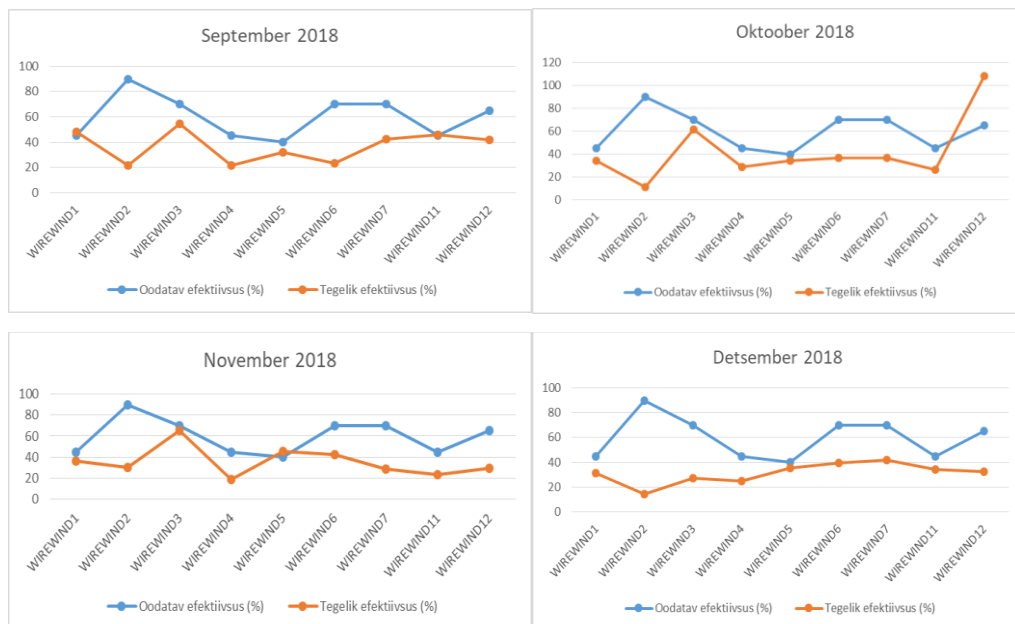 September 2018
100
80
60
40
20
0
WIREWIND1 WIREWIND2 WIREWIND3 WIREWIND4 WIREWIND5 WIREWIND6 WIREWIND7 WIREWIND11 WIREWIND12
Oodatav efektiivsus (%) Tegelik efektiivsus (%)
Oktoober 2018
120
100
80
60
40
20
0
WIREWIND1 WIREWIND2 WIREWIND3 WIREWIND4 WIREWIND5 WIREWIND6 WIREWIND7 WIREWIND11 WIREWIND12
Oodatav efektiivsus (%) Tegelik efektiivsus (%)
November 2018
100
80
60
40
20
0
WIREWIND1 WIREWIND2 WIREWIND3 WIREWIND4 WIREWIND5 WIREWIND6 WIREWIND7 WIREWIND11 WIREWIND12
Oodatav efektiivsus (%) Tegelik efektiivsus (%)
Detsember 2018
100
80
60
40
20
0
WIREWIND1 WIREWIND2 WIREWIND3 WIREWIND4 WIREWIND5 WIREWIND6 WIREWIND7 WIREWIND11 WIREWIND12
Oodatav efektiivsus (%) Tegelik efektiivsus (%)